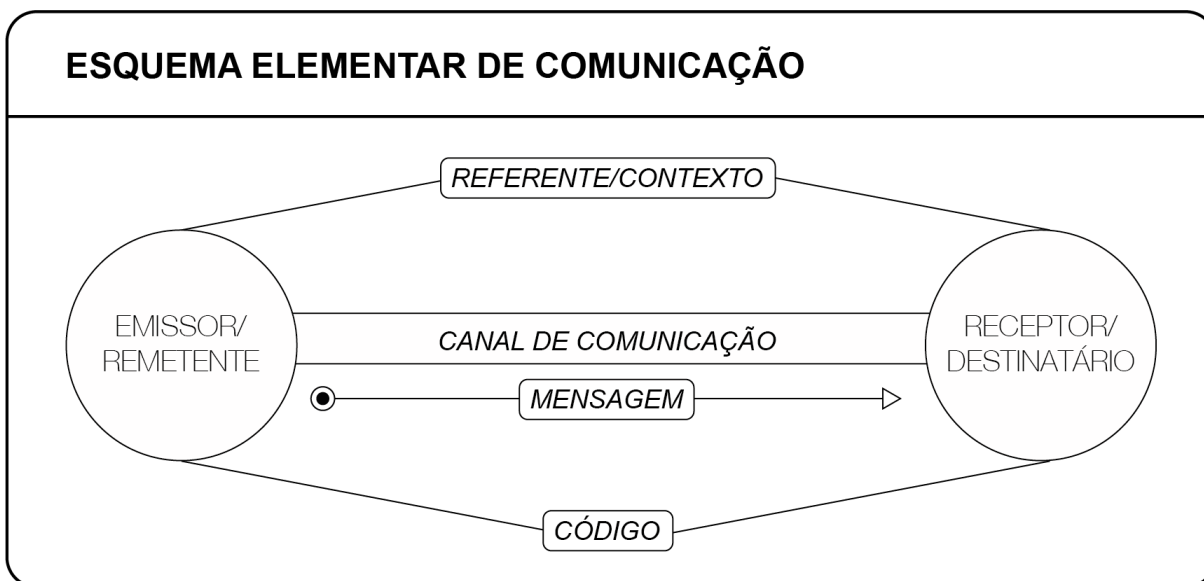 ESQUEMA ELEMENTAR DE COMUNICAÇÃO
REFERENTE/CONTEXTO
EMISSOR/
REMETENTE
CANAL DE COMUNICAÇÃO
MENSAGEM
RECEPTOR/
DESTINATÁRIO
CÓDIGO